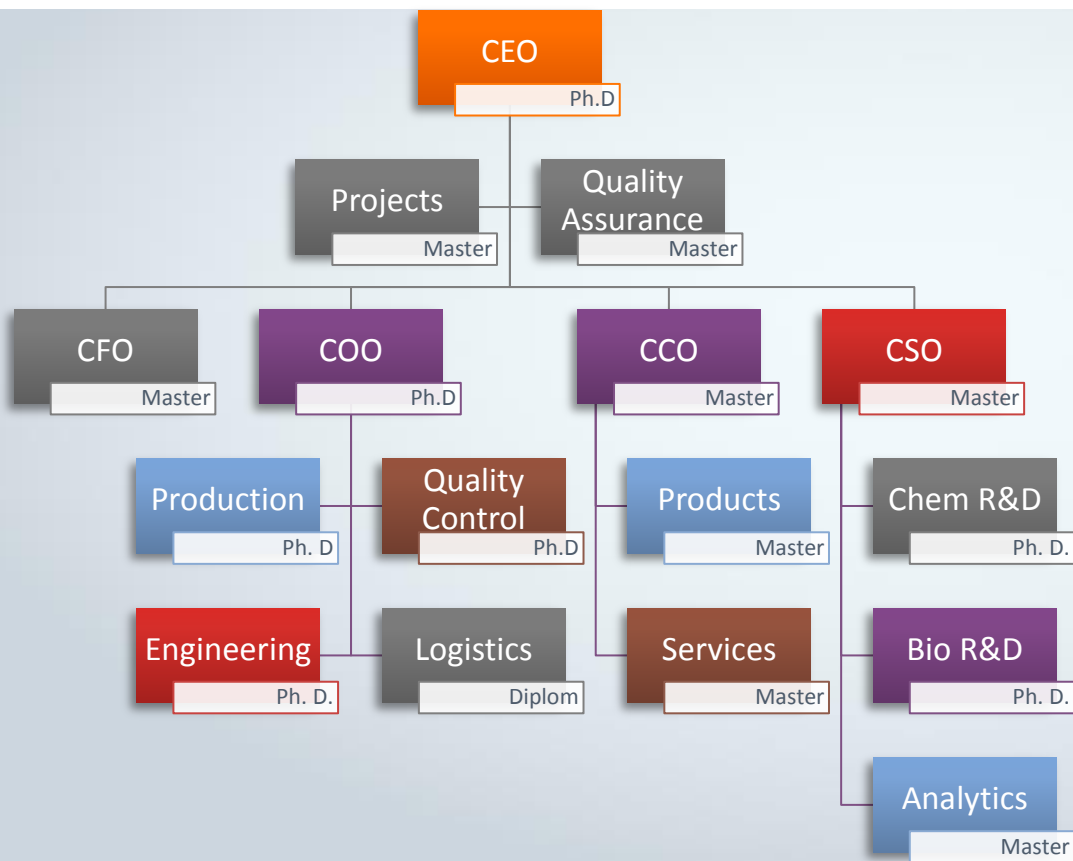 CEO
Ph.D
Projects
Master
Quality
Assurance
Master
CFO
Master
COO
Ph.D
CCO
Master
CSO
Master
Production
Ph. D
Quality
Control
Ph.D
Products
Master
Chem R&D
Ph. D.
Engineering
Ph. D.
Logistics
Diplom
Services
Master
Bio R&D
Ph. D.
Analytics
Master